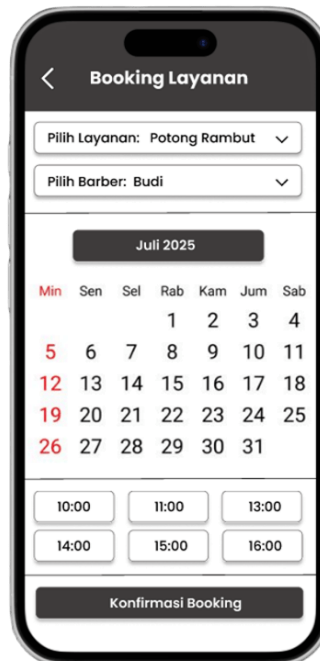 Booking Layanan
Pilih Layanan: Potong Rambut
Pilih Barber: Budi
Juli 2025
Min Sen Sel Rab Kam Jum Sab
1 2 3 4
5 6 7 8 9 10 11
12 13 14 15 16 17 18
19 20 21 22 23 24 25
26 27 28 29 30 31
10:00 11:00 13:00
14:00 15:00 16:00
Konfirmasi Booking